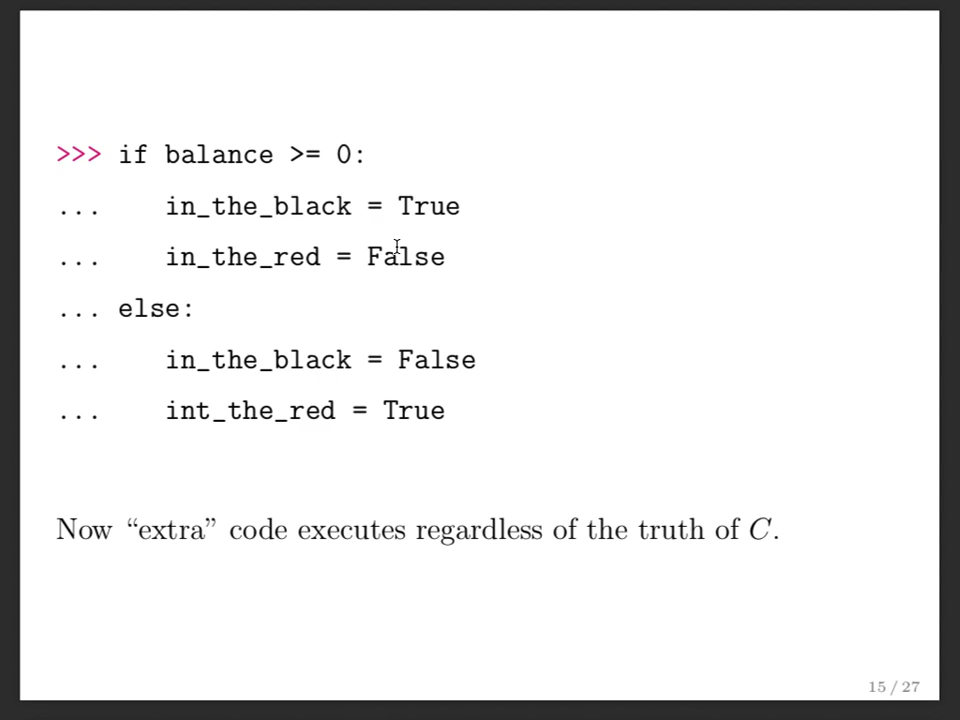 >>> if balance >= 0:
...    in_the_black = True
...    in_the_red = False
... else:
...    in_the_black = False
...    int_the_red = True
Now “extra” code executes regardless of the truth of C.
15 / 27